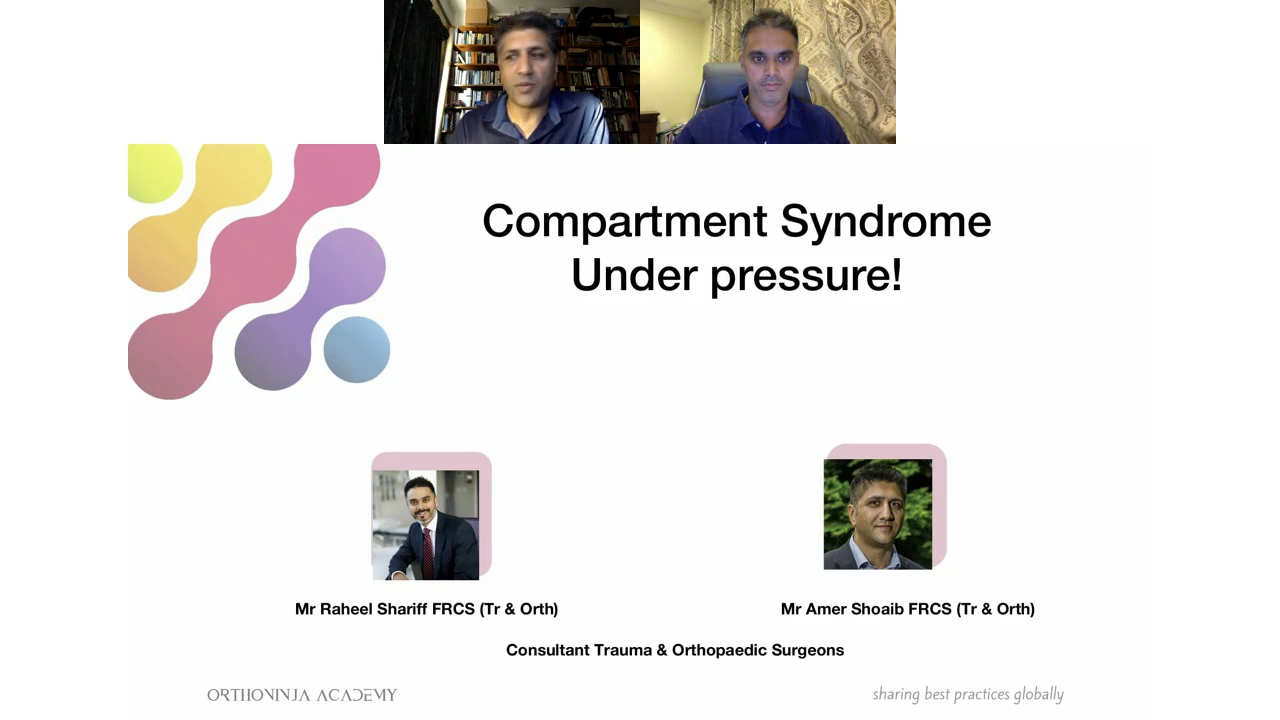 Compartment Syndrome
Under pressure!
Mr Raheel Shariff FRCS (Tr & Orth)
Mr Amer Shoaib FRCS (Tr & Orth)
Consultant Trauma & Orthopaedic Surgeons
ORTHONINJA ACADEMY
sharing best practices globally